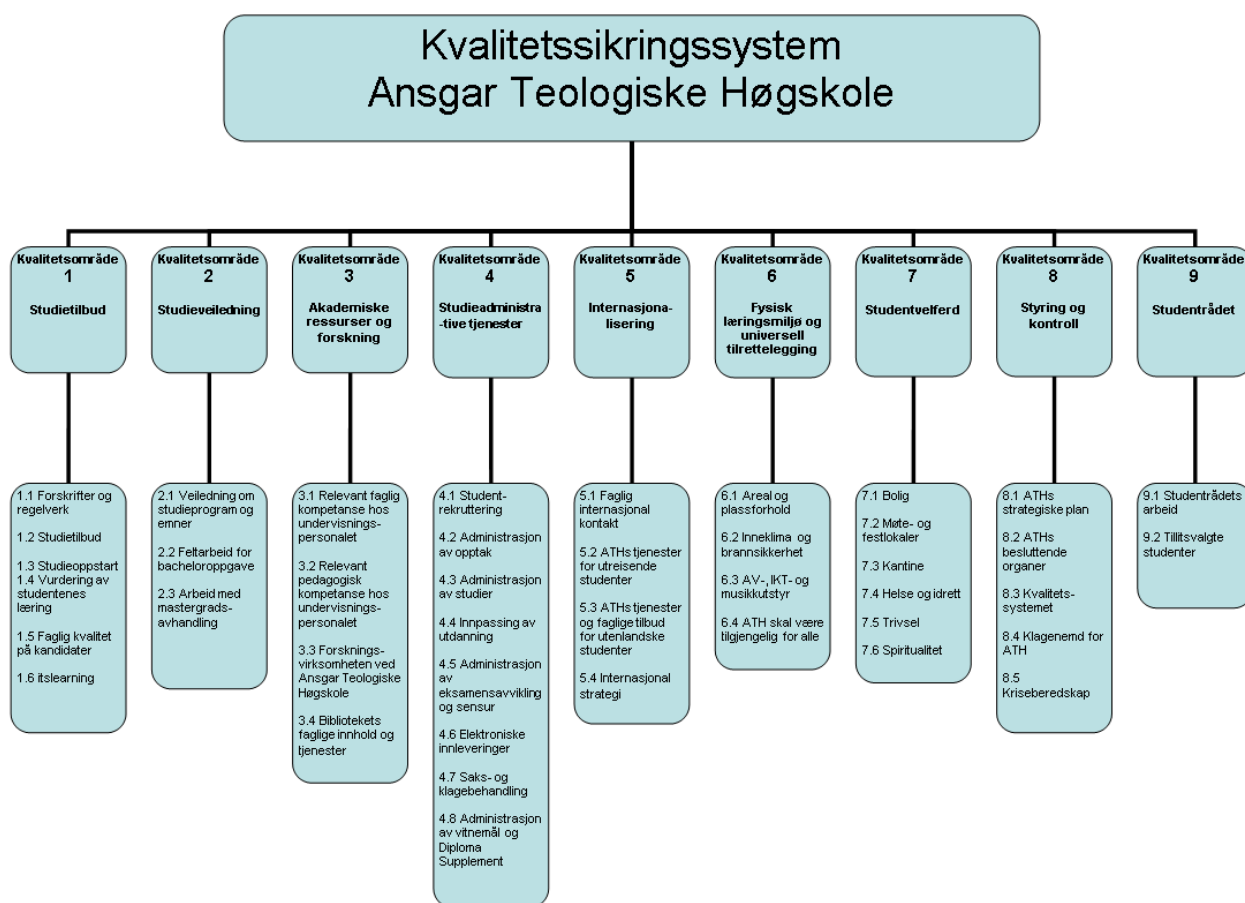 Kvalitetssikringssystem
Ansgar Teologiske Høgskole
Kvalitetsområde
1
Studietilbud
Kvalitetsområde
2
Studieveiledning
Kvalitetsområde
3
Akademiske
ressurser og
forskning
Kvalitetsområde
4
Studieadministra
-tive tjenester
Kvalitetsområde
5
Internasjona-
lisering
Kvalitetsområde
6
Fysisk
læringsmiljø og
universell
tilrettelegging
Kvalitetsområde
7
Studentvelferd
Kvalitetsområde
8
Styring og
kontroll
Kvalitetsområde
9
Studentrådet
1.1 Forskrifter og
regelverk
1.2 Studietilbud
1.3 Studieoppstart
1.4 Vurdering av
studentenes
læring
1.5 Faglig kvalitet
på kandidater
1.6 itslearning
2.1 Veiledning om
studieprogram og
emner
2.2 Feltarbeid for
bacheloroppgave
2.3 Arbeid med
mastergrads-
avhandling
3.1 Relevant faglig
kompetanse hos
undervisnings-
personalet
3.2 Relevant
pedagogisk
kompetanse hos
undervisnings-
personalet
3.3 Forsknings-
virksomheten ved
Ansgar Teologiske
Høgskole
3.4 Bibliotekets
faglige innhold og
tjenester
4.1 Student-
rekruttering
4.2 Administrasjon
av opptak
4.3 Administrasjon
av studier
4.4 Innpassing av
utdanning
4.5 Administrasjon
av
eksamensavvikling
og sensur
4.6 Elektroniske
innleveringer
4.7 Saks- og
klagebehandling
4.8 Administrasjon
av vitnemål og
Diploma
Supplement
5.1 Faglig
internasjonal
kontakt
5.2 ATHs tjenester
for utreisende
studenter
5.3 ATHs tjenester
og faglige tilbud
for utenlandske
studenter
5.4 Internasjonal
strategi
6.1 Areal og
plassforhold
6.2 Inneklima og
brannsikkerhet
6.3 AV-, IKT- og
musikkutstyr
6.4 ATH skal være
tilgjengelig for alle
7.1 Bolig
7.2 Møte- og
festlokaler
7.3 Kantine
7.4 Helse og idrett
7.5 Trivsel
7.6 Spiritualitet
8.1 ATHs
strategiske plan
8.2 ATHs
besluttende
organer
8.3 Kvalitets-
systemet
8.4 Klagenemd for
ATH
8.5
Kriseberedskap
9.1 Studentrådets
arbeid
9.2 Tillitsvalgte
studenter